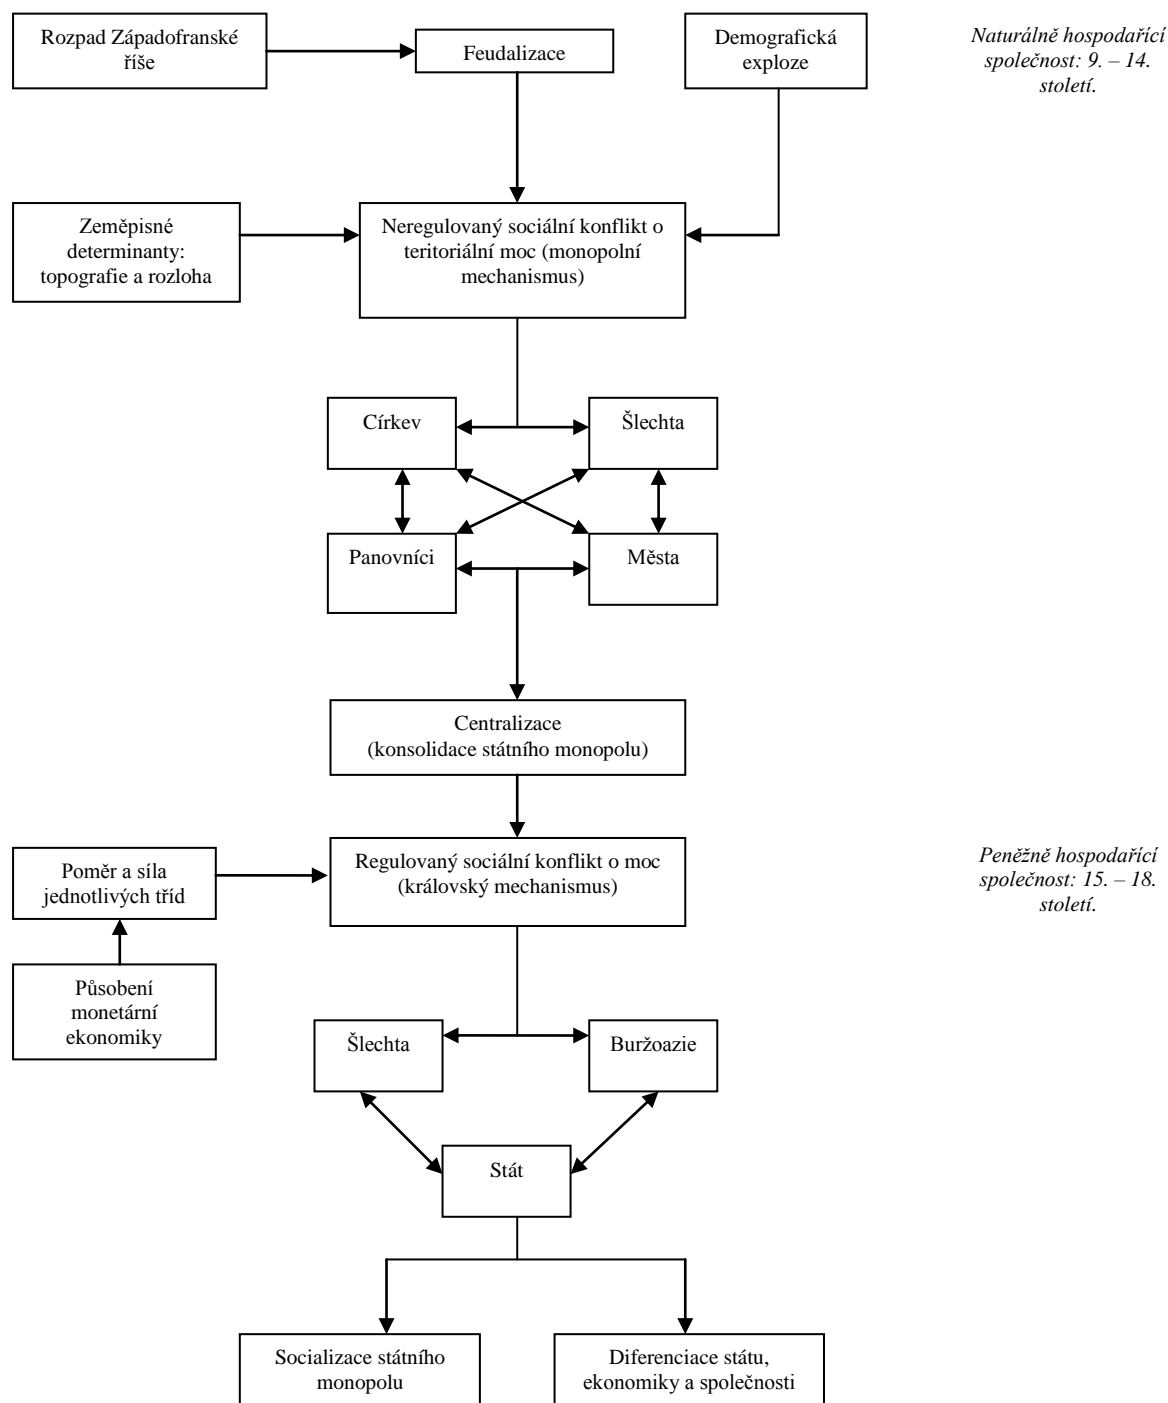 Rozpad Západofranské
říše
Feudalizace
Demografická
exploze
Naturálně hospodařící
společnost: 9. – 14.
století.
Zeměpisné
determinanty:
topografie a rozloha
Neregulovaný sociální konflikt o
teritoriální moc (monopolní
mechanismus)
Církev
Šlechta
Panovníci
Města
Centralizace
(konsolidace státního monopolu)
Poměr a síla
jednotlivých tříd
Regulovaný sociální konflikt o moc
(královský mechanismus)
Peněžně hospodařící
společnost: 15. – 18.
století.
Působení
monetární
ekonomiky
Šlechta
Buržoazie
Stát
Socializace státního
monopolu
Diferenciace státu,
ekonomiky a společnosti